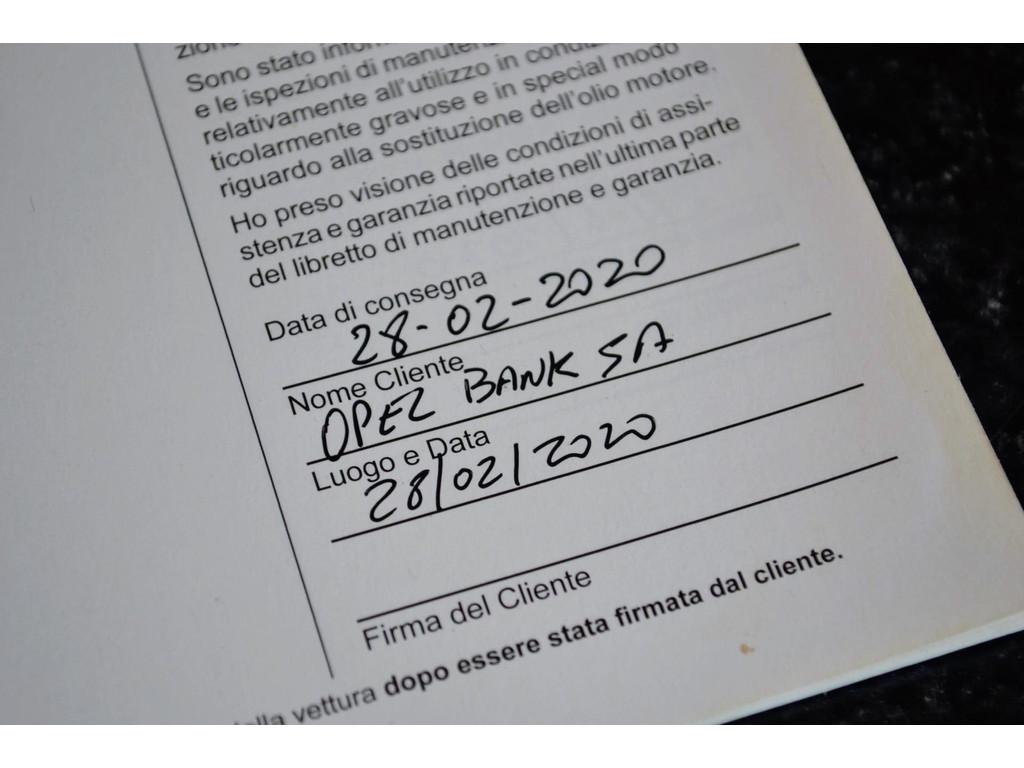 Sono stato
e le ispezioni di
relativamente all'utilizzo in
ticolarmente gravose e in special modo
riguardo alla sostituzione dell'olio motore.
Ho preso visione delle condizioni di assi-
stenza e garanzia riportate nell'ultima parte
del libretto di manutenzione e garanzia.
Data di consegna
28-02-2020
Nome Cliente
OPEL BANK SA
Luogo e Data
28/02/2020
Firma del Cliente
vettura dopo essere stata firmata dal cliente.